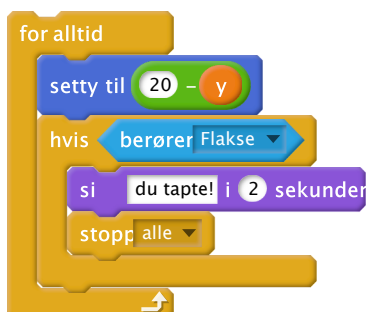 for alltid
setty til 20 - y
hvis berører Flakse
si du tapte! i 2 sekunder
stopp alle